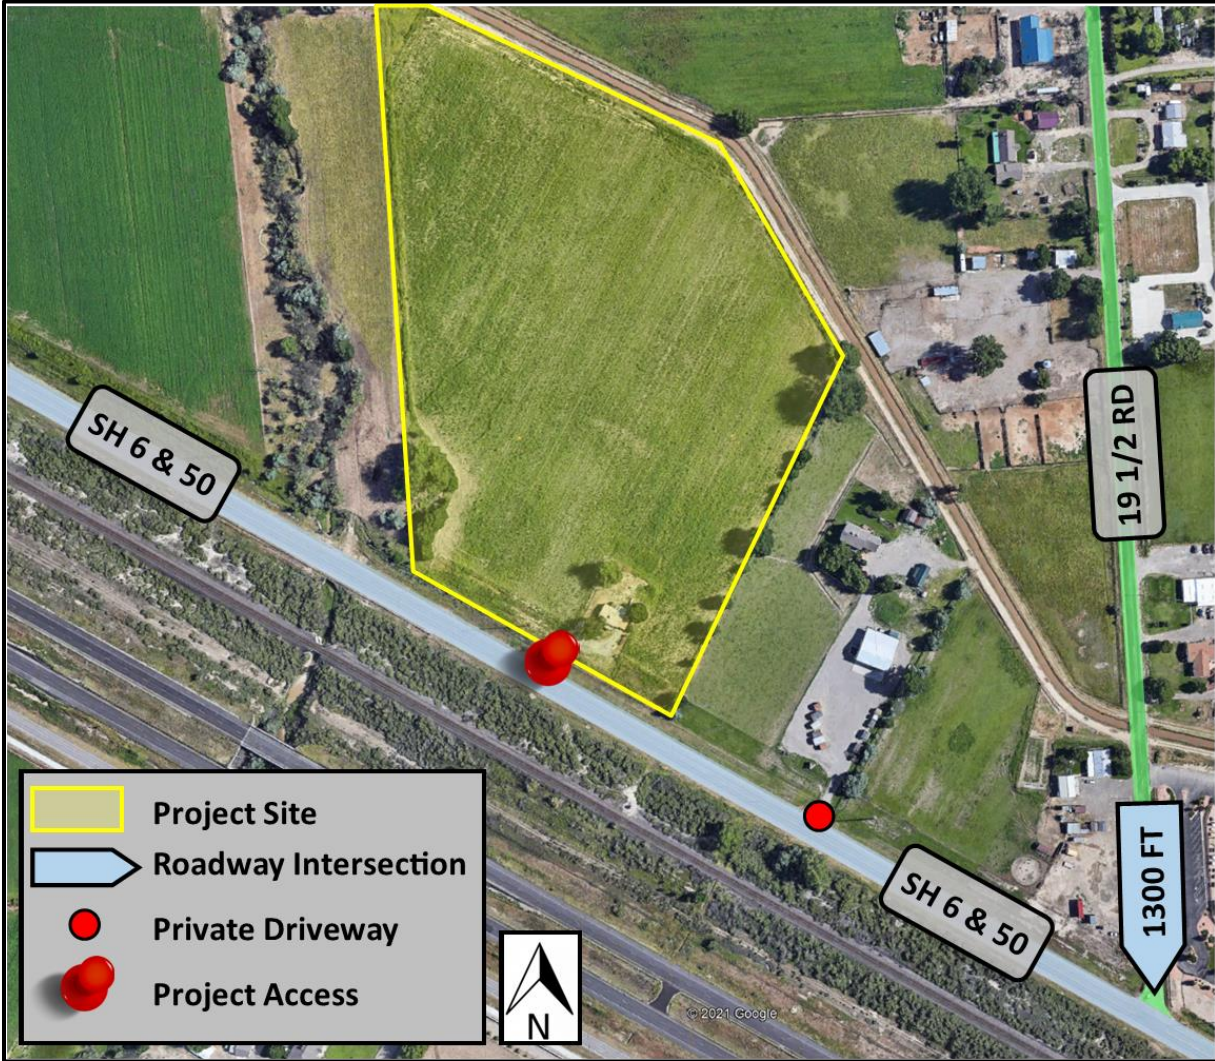 SH 6 & 50
19 1/2 RD
SH 6 & 50
1300 FT
Project Site
Roadway Intersection
Private Driveway
Project Access
N
© 2021 Google